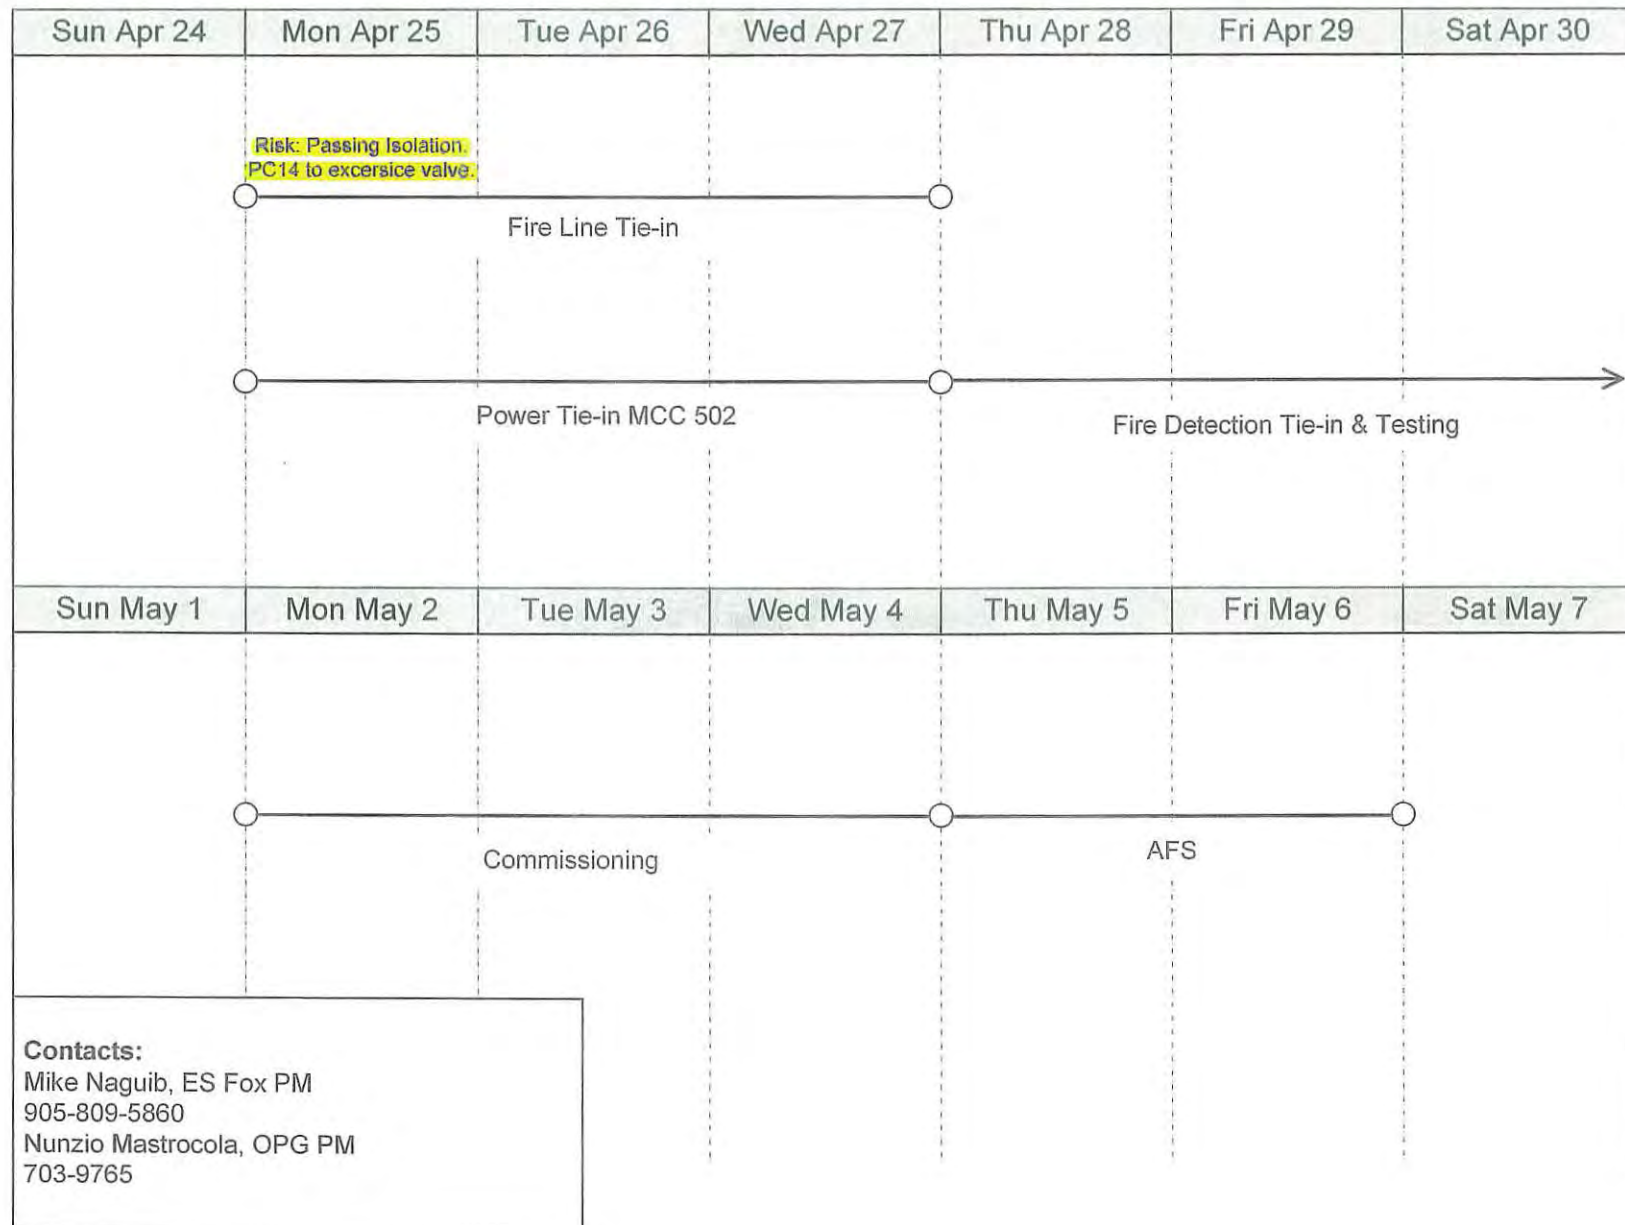 Sun Apr 24 Mon Apr 25 Tue Apr 26 Wed Apr 27 Thu Apr 28 Fri Apr 29 Sat Apr 30
Risk: Passing Isolation.
PC14 to excersice valve.
Fire Line Tie-in
Power Tie-in MCC 502
Fire Detection Tie-in & Testing
Sun May 1 Mon May 2 Tue May 3 Wed May 4 Thu May 5 Fri May 6 Sat May 7
Commissioning
AFS
Contacts:
Mike Naguib, ES Fox PM
905-809-5860
Nunzio Mastrocola, OPG PM
703-9765